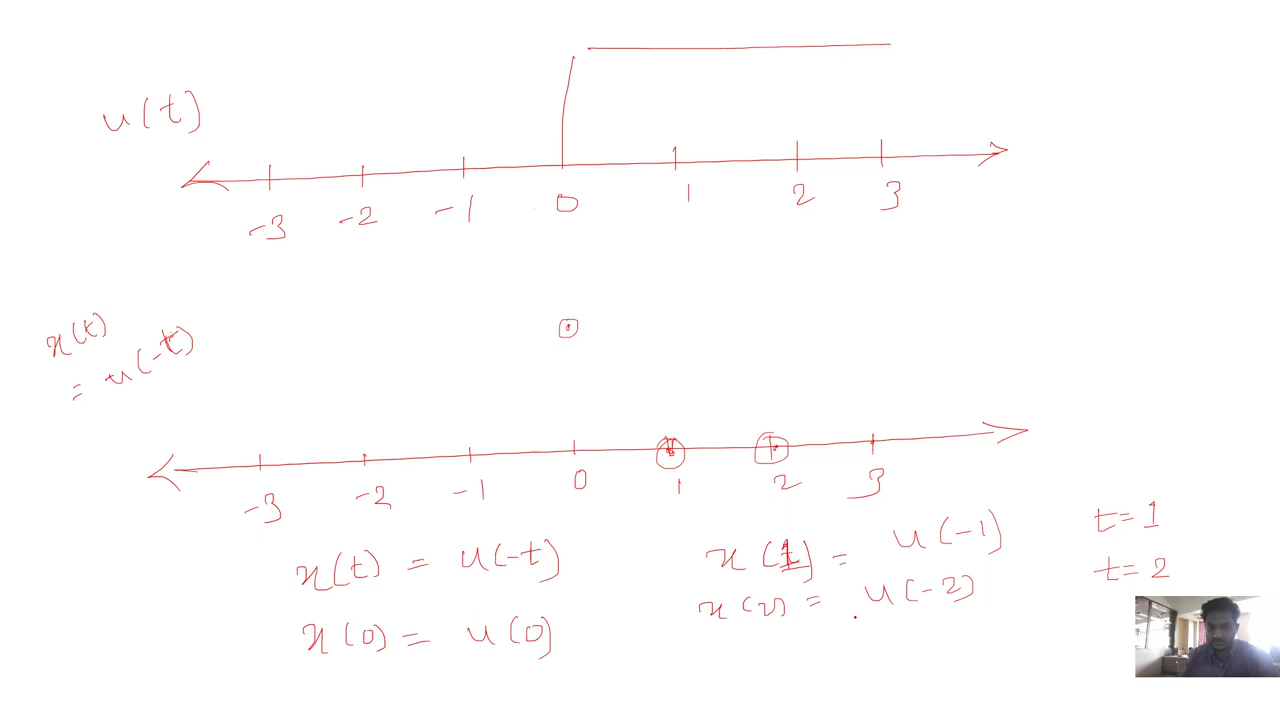 u(t)
-3 -2 -1 0 1 2 3
x(t)
= u(-t)
-3 -2 -1 0 1 2 3
x(t) = u(-t)
x(0) = u(0)
x(1) = u(-1)
x(2) = u(-2)
t=1
t=2